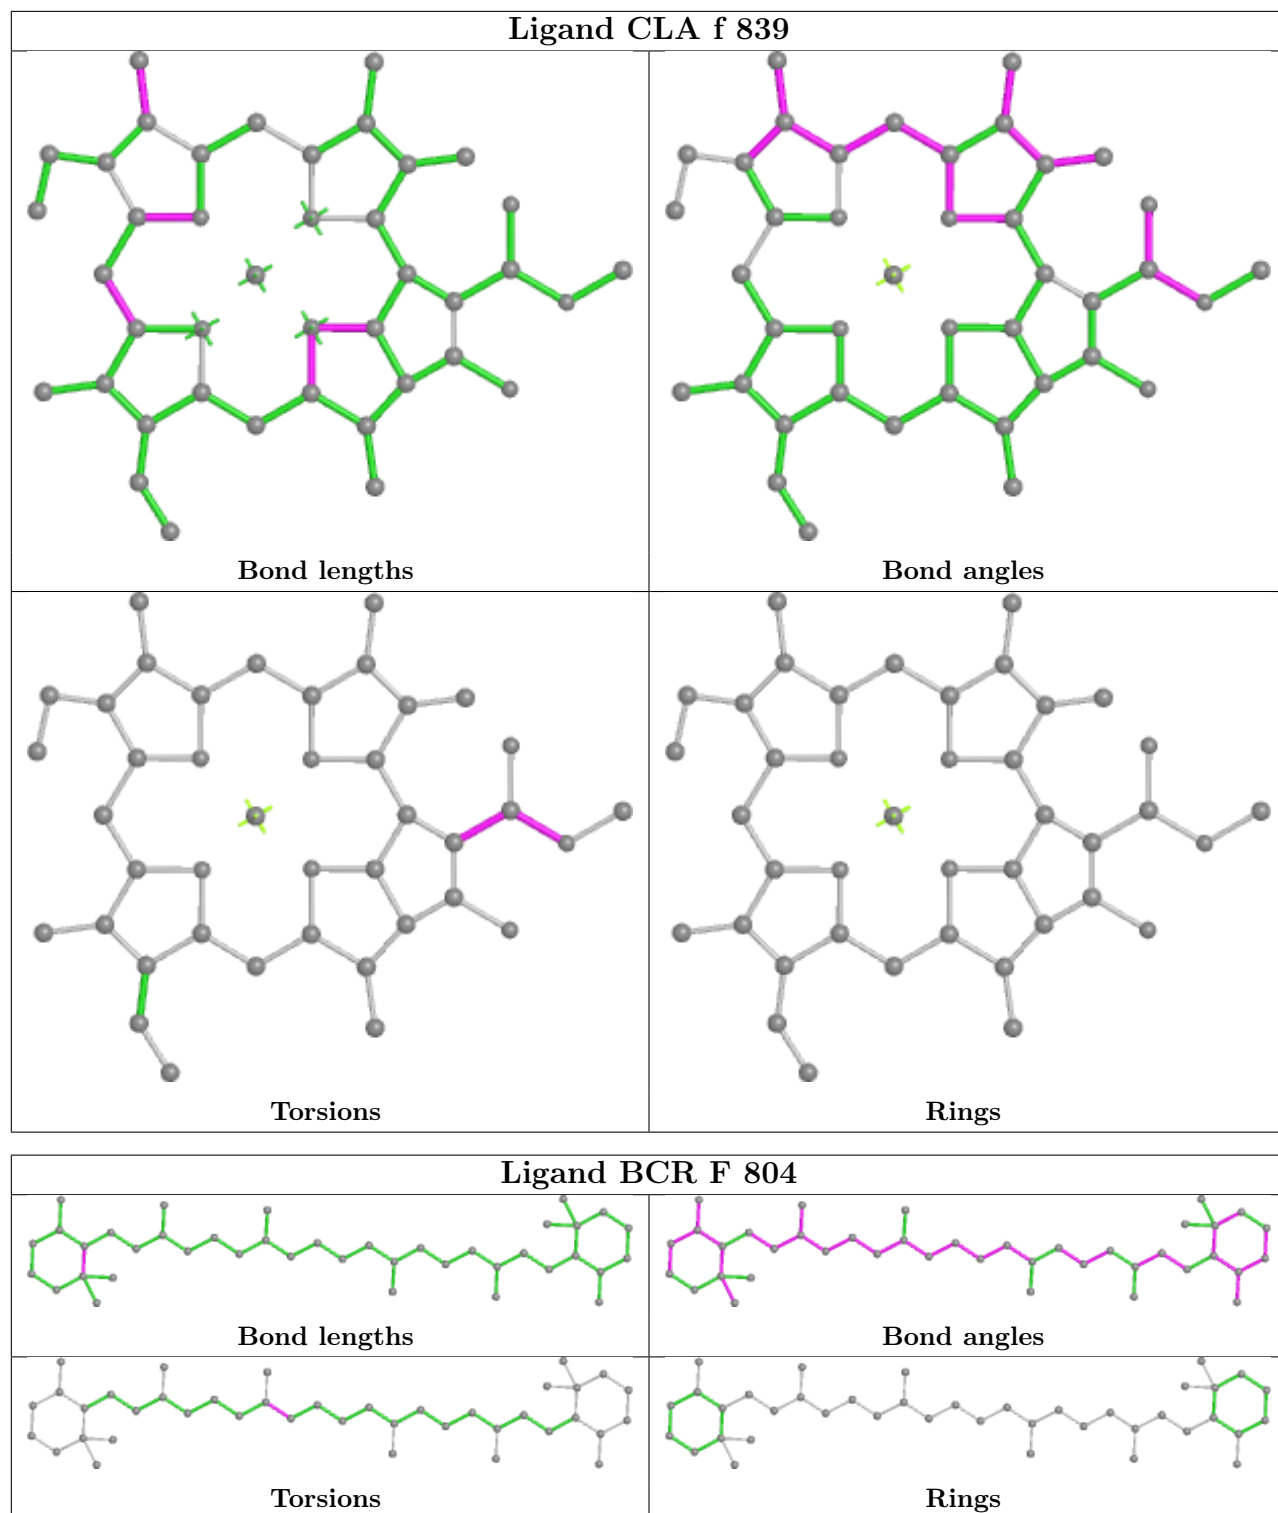 Ligand CLA f 839
Bond lengths
Bond angles
Torsions
Rings
Ligand BCR F 804
Bond lengths
Bond angles
Torsions
Rings